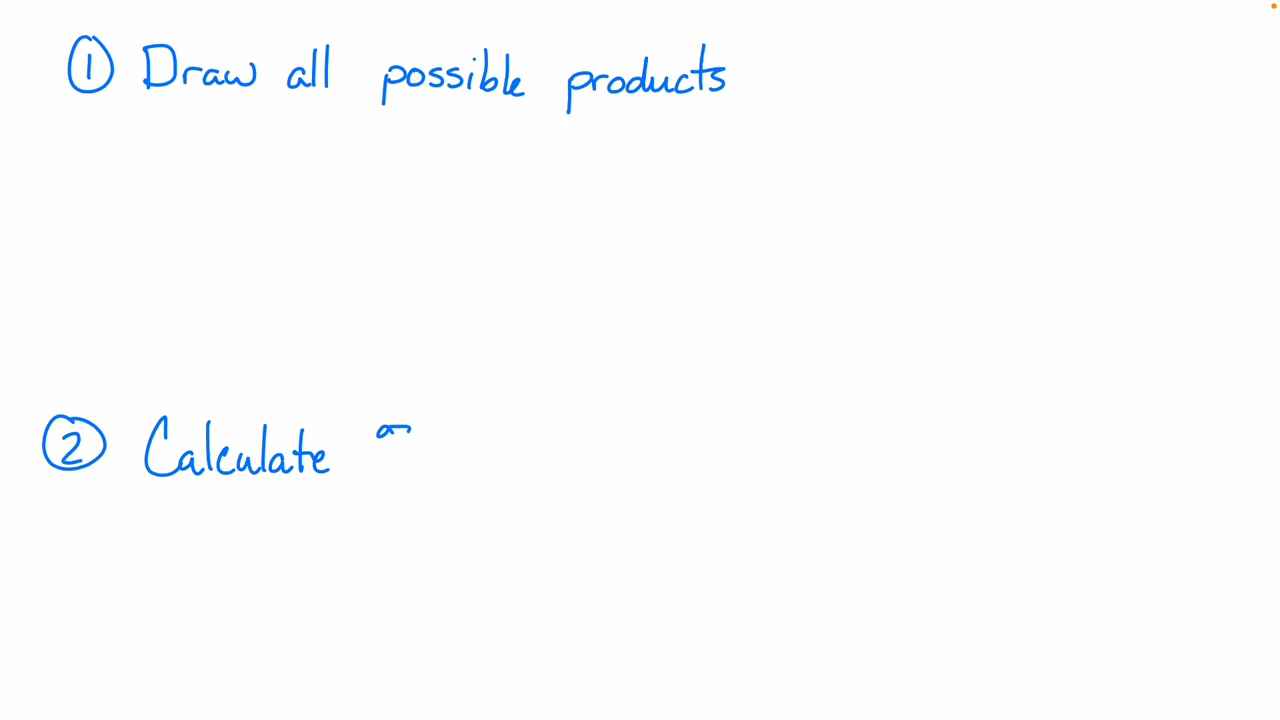 ① Draw all possible products
② Calculate